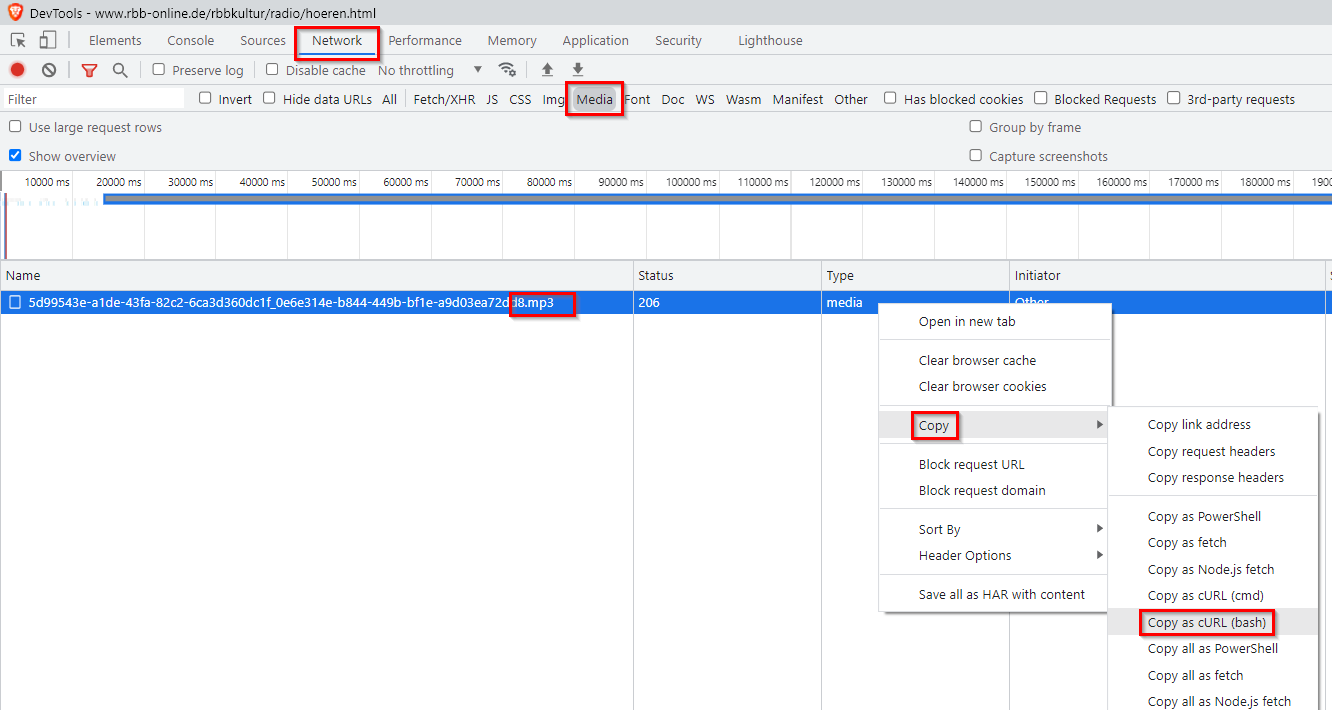 DevTools - www.rbb-online.de/rbbkultur/radio/hoeren.html
Elements Console Sources Network Performance Memory Application Security Lighthouse
Preserve log Disable cache No throttling
Filter Invert Hide data URLs All Fetch/XHR JS CSS Img Media Font Doc WS Wasm Manifest Other Has blocked cookies Blocked Requests 3rd-party requests
Use large request rows Group by frame
Show overview Capture screenshots
10000 ms 20000 ms 30000 ms 40000 ms 50000 ms 60000 ms 70000 ms 80000 ms 90000 ms 100000 ms 110000 ms 120000 ms 130000 ms 140000 ms 150000 ms 160000 ms 170000 ms 180000 ms
Name Status Type Initiator
5d99543e-a1de-43fa-82c2-6ca3d360dc1f_0e6e314e-b844-449b-bf1e-a9d03ea72dd8.mp3 206 media Other
Open in new tab
Clear browser cache
Clear browser cookies
Copy
Block request URL
Block request domain
Sort By
Header Options
Save all as HAR with content
Copy link address
Copy request headers
Copy response headers
Copy as PowerShell
Copy as fetch
Copy as Node.js fetch
Copy as cURL (cmd)
Copy as cURL (bash)
Copy all as PowerShell
Copy all as fetch
Copy all as Node.js fetch